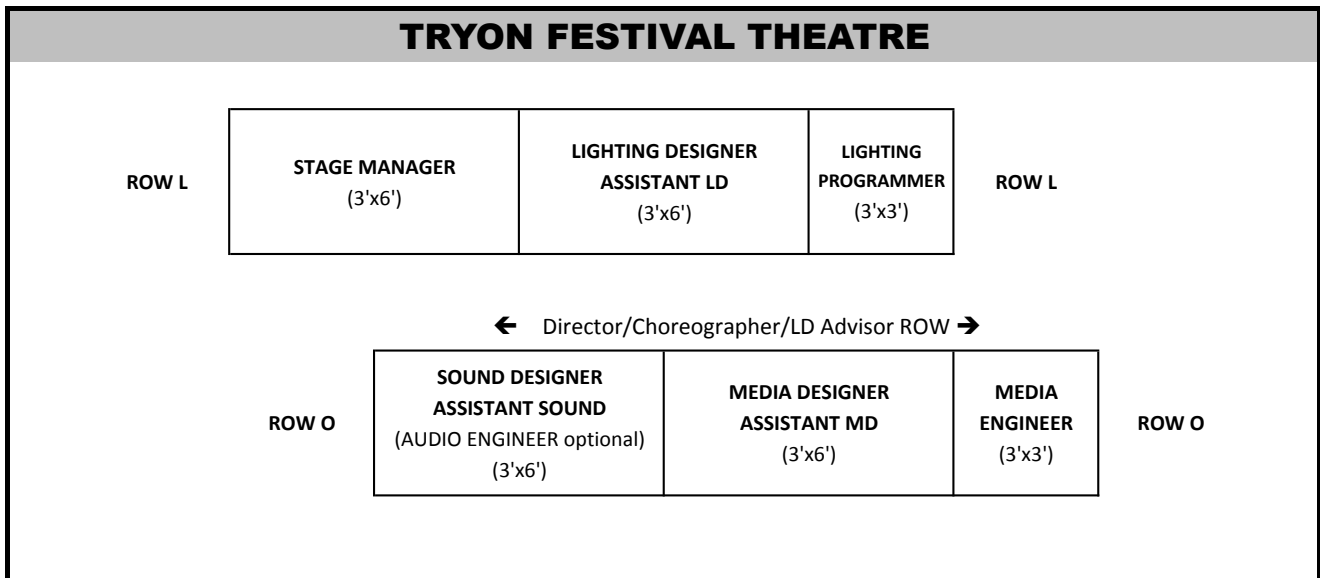 TRYON FESTIVAL THEATRE
ROW L
STAGE MANAGER
(3'x6')
LIGHTING DESIGNER
ASSISTANT LD
(3'x6')
LIGHTING
PROGRAMMER
(3'x3')
ROW L
🡸 Director/Choreographer/LD Advisor ROW 🡺
ROW O
SOUND DESIGNER
ASSISTANT SOUND
(AUDIO ENGINEER optional)
(3'x6')
MEDIA DESIGNER
ASSISTANT MD
(3'x6')
MEDIA
ENGINEER
(3'x3')
ROW O